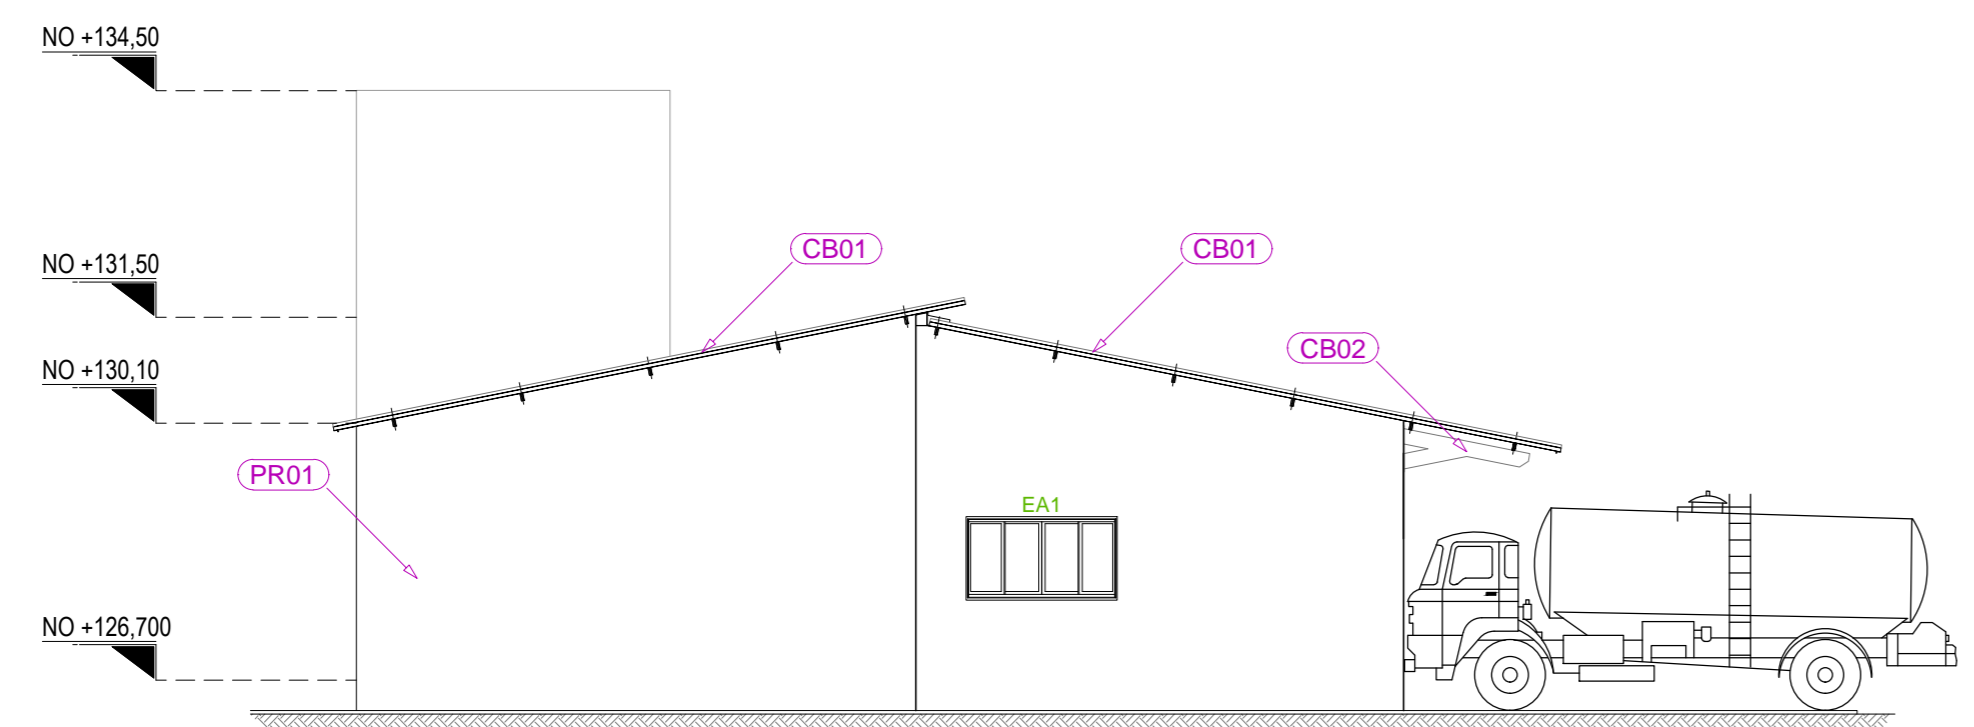 NO +134,50
CB01
CB01
NO +131,50
CB02
NO +130,10
PR01
EA1
NO +126,700